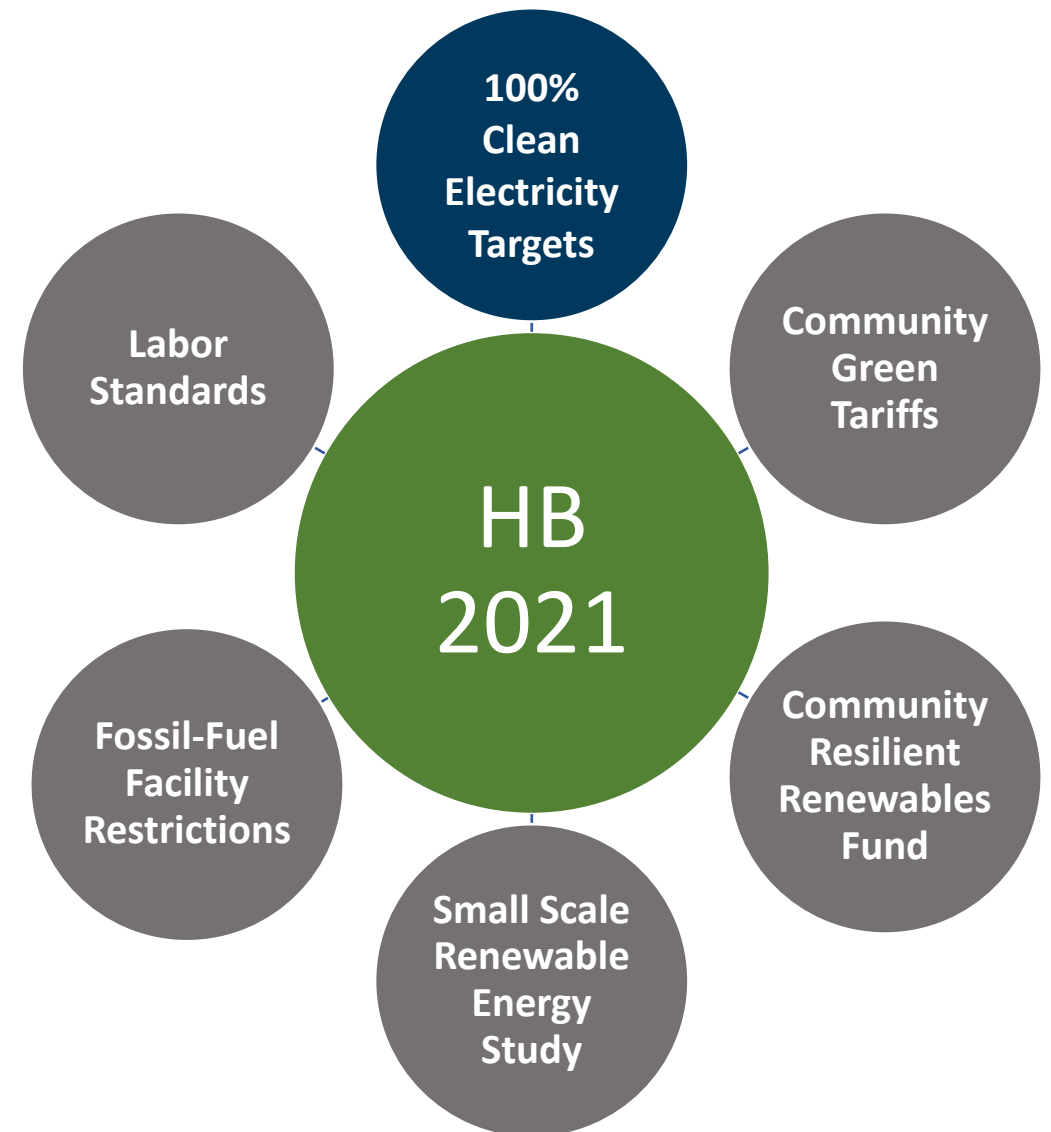 100%
Clean
Electricity
Targets
Community
Green
Tariffs
Community
Resilient
Renewables
Fund
Small Scale
Renewable
Energy
Study
Fossil-Fuel
Facility
Restrictions
Labor
Standards
HB
2021